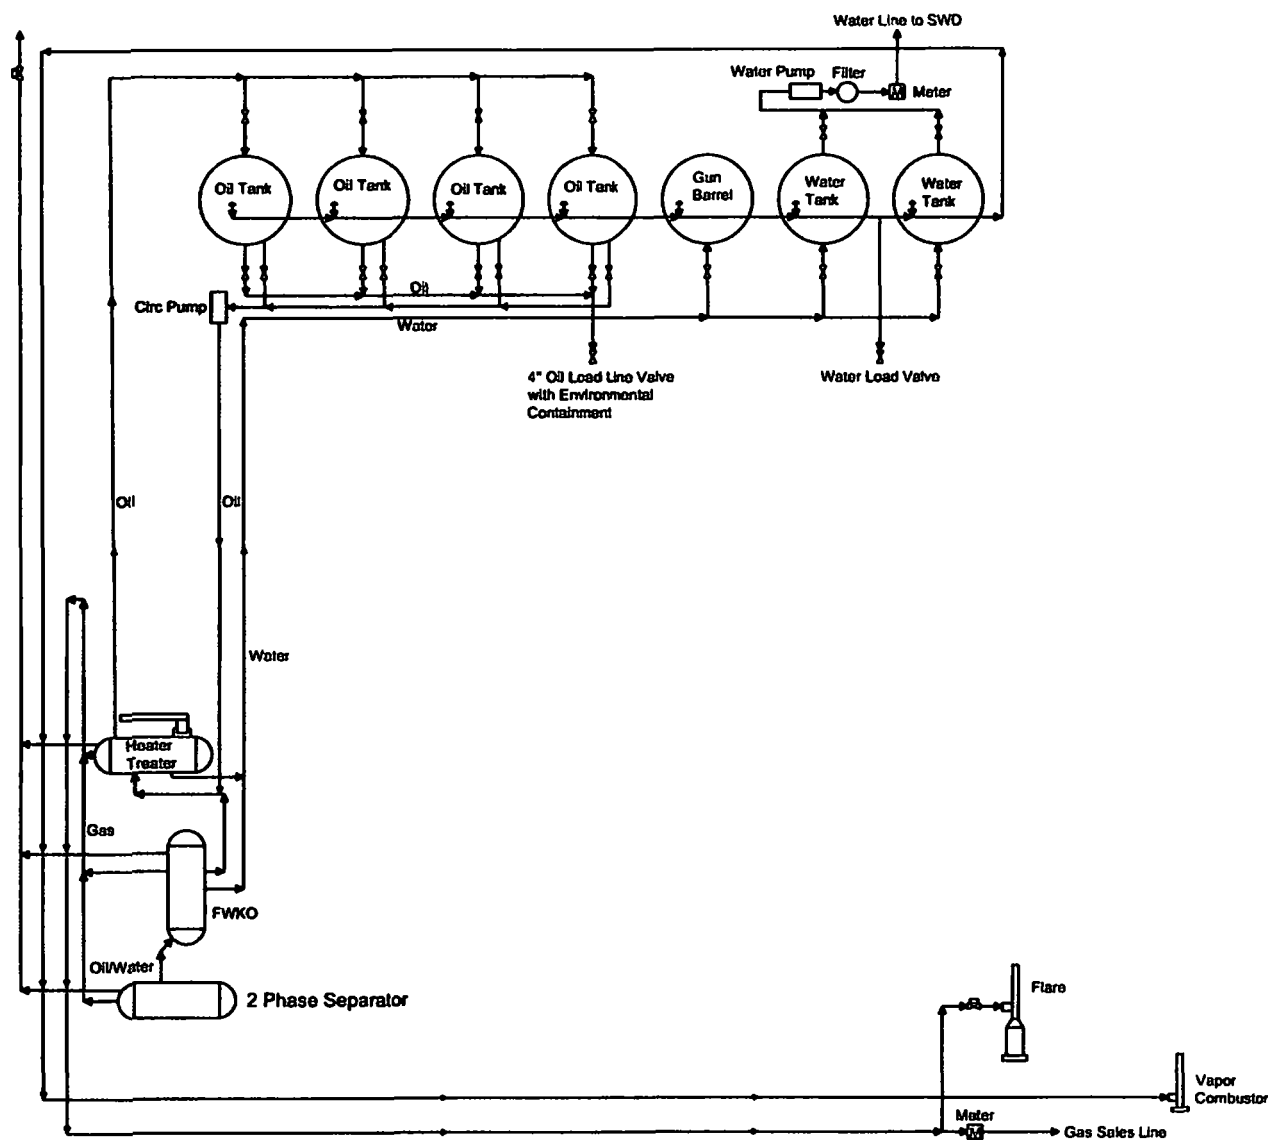 Water Line to SWD
Water Pump
Filter
Meter
Oil Tank
Oil Tank
Oil Tank
Oil Tank
Gun
Barrel
Water
Tank
Water
Tank
Oil
Circ Pump
Water
4" Oil Load Line Valve
with Environmental
Containment
Water Load Valve
Oil
Oil
Water
Heater
Treater
Gas
FWKO
Oil/Water
2 Phase Separator
Flare
Vapor
Combustor
Meter
Gas Sales Line